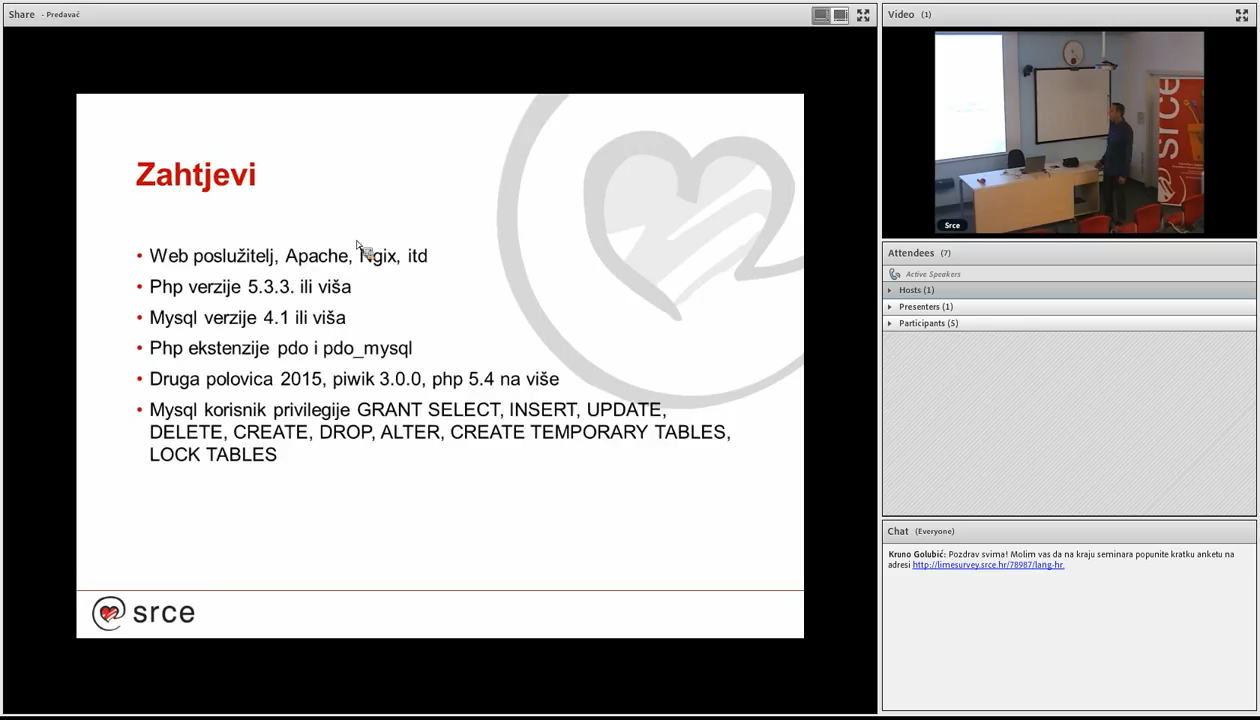 Share - Predavač
Video (1)
srce
Srce
Zahtjevi
• Web poslužitelj, Apache, itd
• Php verzije 5.3.3. ili viša
• Mysql verzije 4.1 ili viša
• Php ekstenzije pdo i pdo_mysql
• Druga polovica 2015, piwik 3.0.0, php 5.4 na više
• Mysql korisnik privilegije GRANT SELECT, INSERT, UPDATE,
DELETE, CREATE, DROP, ALTER, CREATE TEMPORARY TABLES,
LOCK TABLES
srce
Attendees (7)
Active Speakers
Hosts (1)
Presenters (1)
Participants (5)
Chat (Everyone)
Kruno Golubić: Pozdrav svima! Molim vas da na kraju seminara popunite kratku anketu na
adresi http://limesurvey.srce.hr/78987/lang-hr.